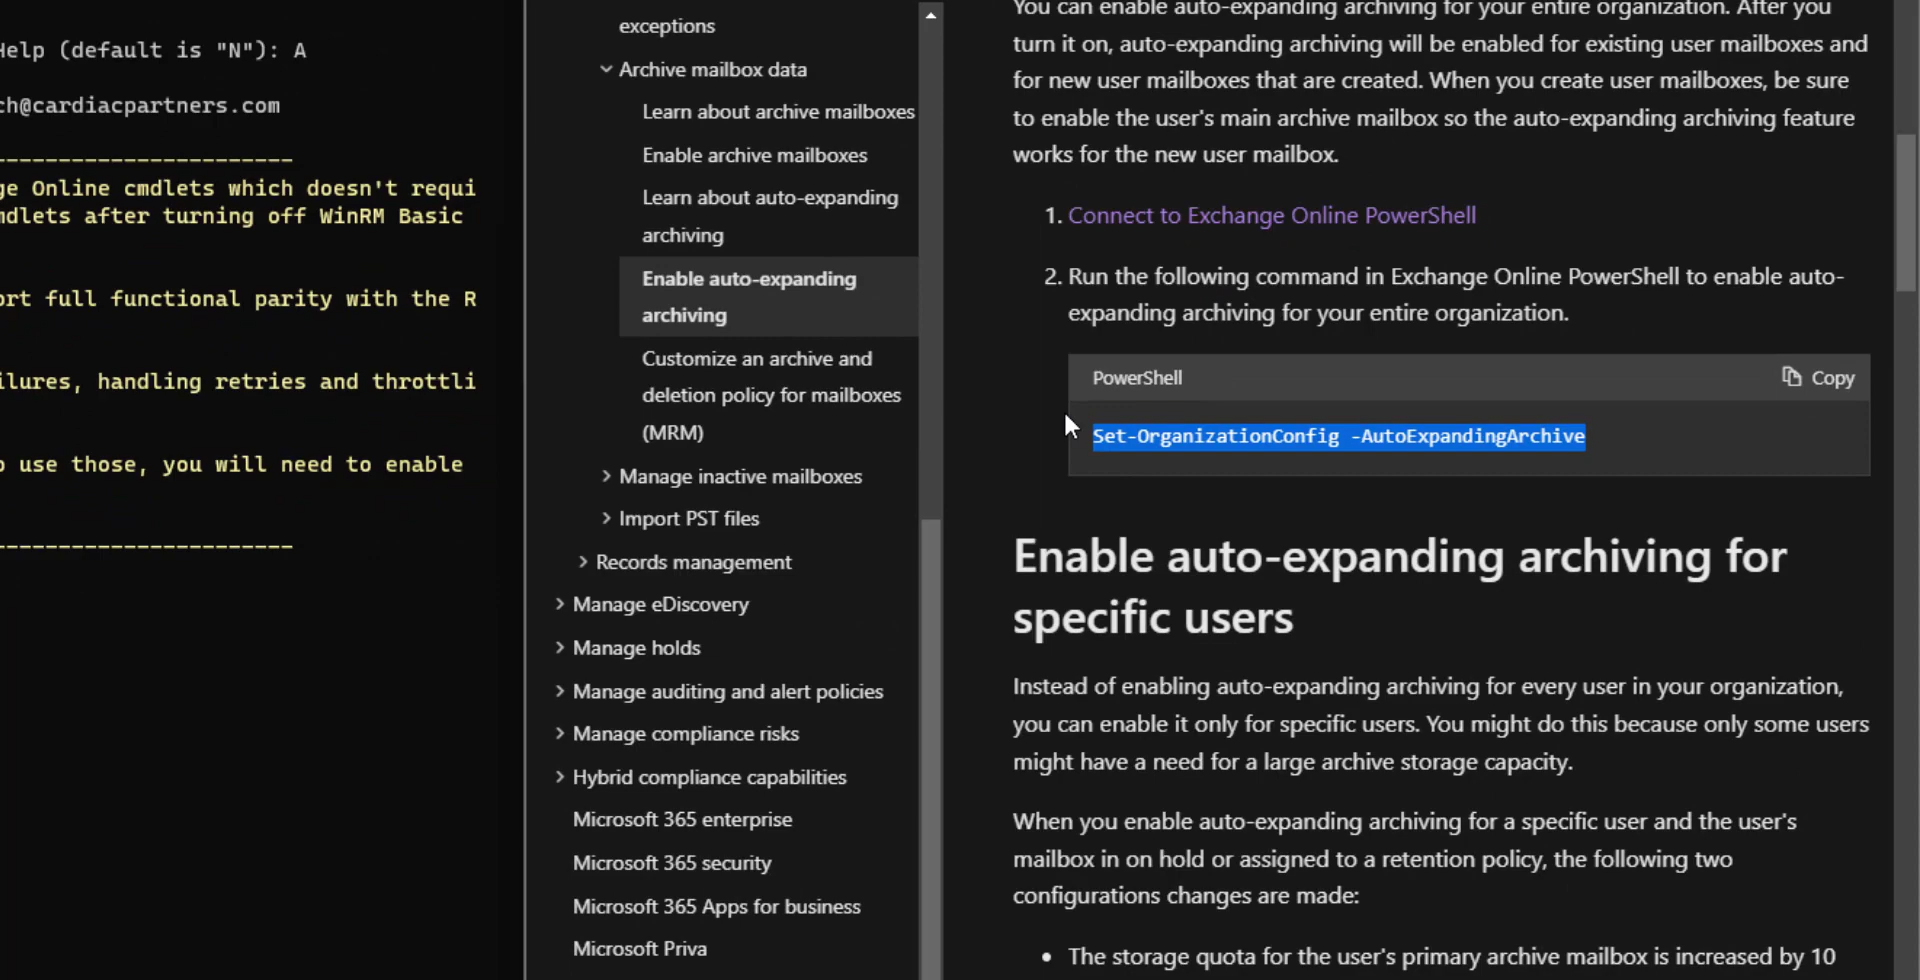 Help (default is "N"): A
ch@cardiacpartners.com
----------------------
ge Online cmdlets which doesn't requi
mdlets after turning off WinRM Basic
ort full functional parity with the R
ilures, handling retries and throttli
o use those, you will need to enable
----------------------
exceptions
Archive mailbox data
Learn about archive mailboxes
Enable archive mailboxes
Learn about auto-expanding
archiving
Enable auto-expanding
archiving
Customize an archive and
deletion policy for mailboxes
(MRM)
Manage inactive mailboxes
Import PST files
Records management
Manage eDiscovery
Manage holds
Manage auditing and alert policies
Manage compliance risks
Hybrid compliance capabilities
Microsoft 365 enterprise
Microsoft 365 security
Microsoft 365 Apps for business
Microsoft Priva
You can enable auto-expanding archiving for your entire organization. After you
turn it on, auto-expanding archiving will be enabled for existing user mailboxes and
for new user mailboxes that are created. When you create user mailboxes, be sure
to enable the user's main archive mailbox so the auto-expanding archiving feature
works for the new user mailbox.
1. Connect to Exchange Online PowerShell
2. Run the following command in Exchange Online PowerShell to enable auto-
expanding archiving for your entire organization.
PowerShell
Copy
Set-OrganizationConfig -AutoExpandingArchive
Enable auto-expanding archiving for
specific users
Instead of enabling auto-expanding archiving for every user in your organization,
you can enable it only for specific users. You might do this because only some users
might have a need for a large archive storage capacity.
When you enable auto-expanding archiving for a specific user and the user's
mailbox in on hold or assigned to a retention policy, the following two
configurations changes are made:
• The storage quota for the user's primary archive mailbox is increased by 10